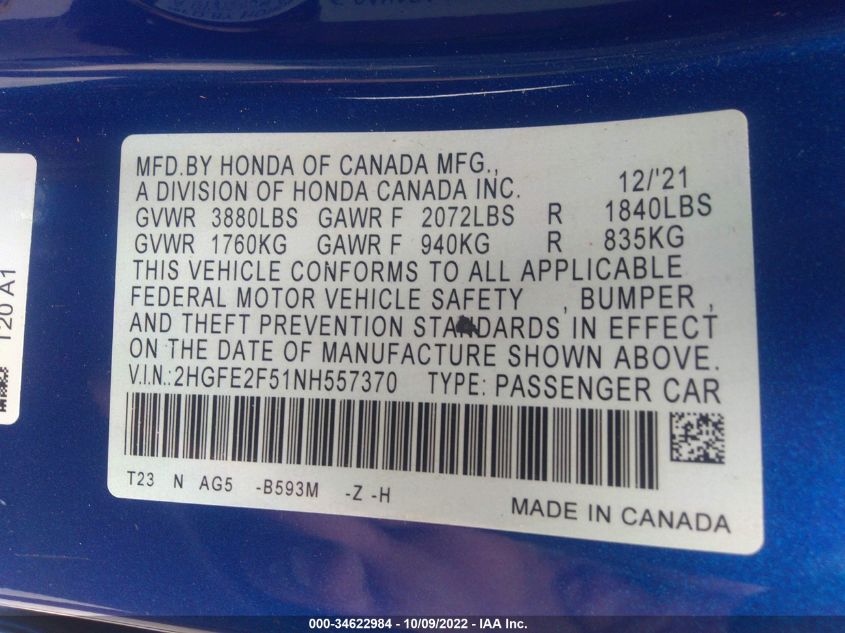 MFD.BY HONDA OF CANADA MFG.,
A DIVISION OF HONDA CANADA INC. 12/'21
GVWR 3880LBS GAWR F 2072LBS R 1840LBS
GVWR 1760KG GAWR F 940KG R 835KG
THIS VEHICLE CONFORMS TO ALL APPLICABLE
FEDERAL MOTOR VEHICLE SAFETY , BUMPER ,
AND THEFT PREVENTION STANDARDS IN EFFECT
ON THE DATE OF MANUFACTURE SHOWN ABOVE.
V.I.N.:2HGFE2F51NH557370 TYPE: PASSENGER CAR
T23 N AG5 -B593M -Z -H
MADE IN CANADA
T20 A1
000-34622984 - 10/09/2022 - IAA Inc.